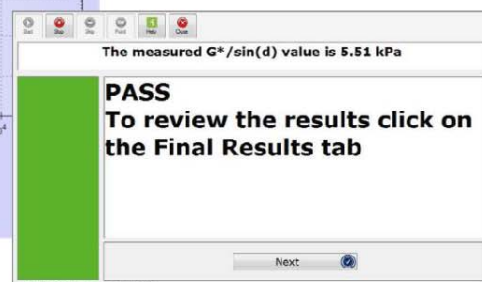 Start Stop Skip Print Help Close
The measured G*/sin(d) value is 5.51 kPa
PASS
To review the results click on
the Final Results tab
Next